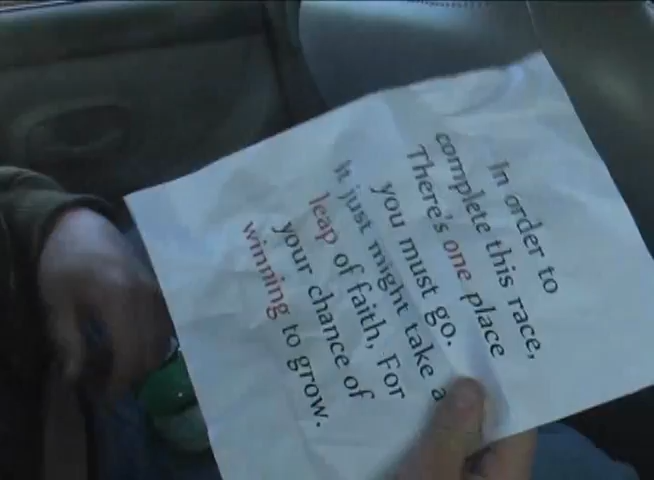 In order to
complete this race,
There's one place
you must go.
It just might take a
leap of faith, For
your chance of
winning to grow.